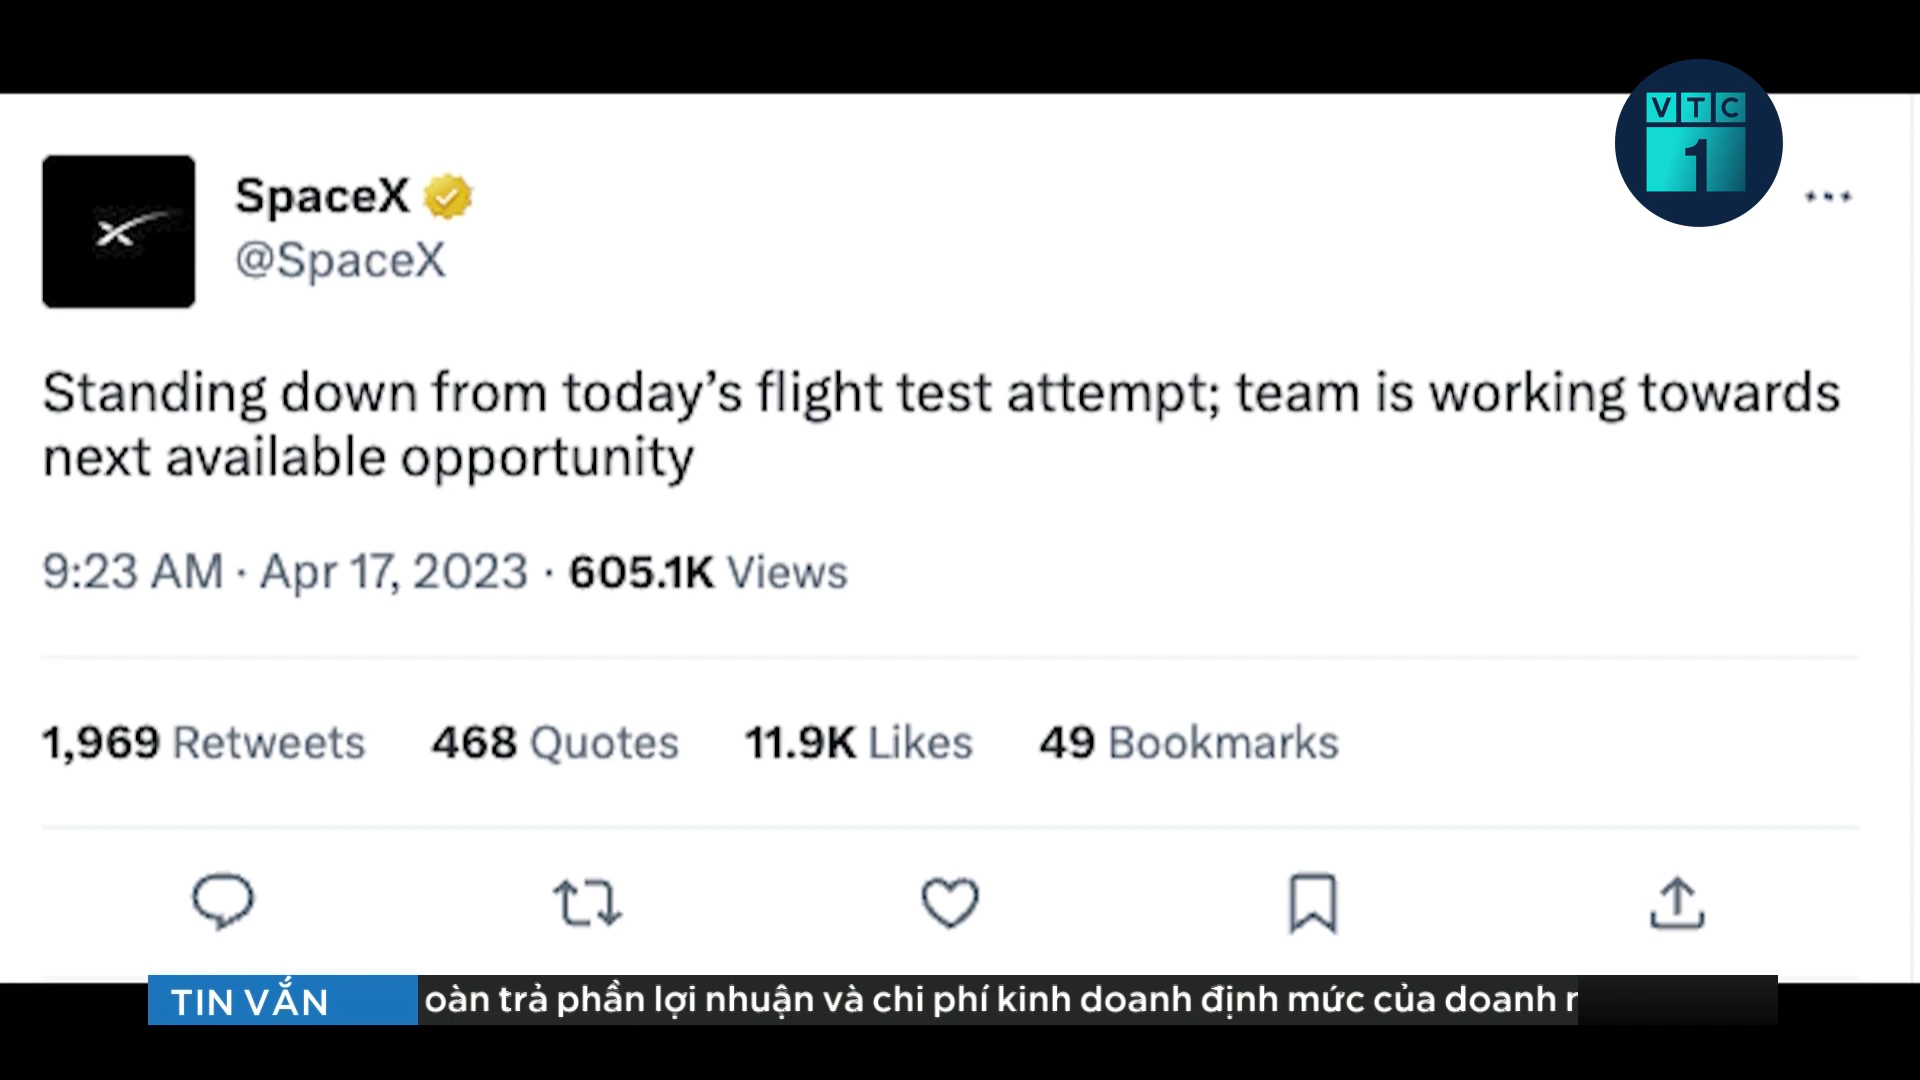 VTC
1
SpaceX
@SpaceX
Standing down from today’s flight test attempt; team is working towards
next available opportunity
9:23 AM · Apr 17, 2023 · 605.1K Views
1,969 Retweets 468 Quotes 11.9K Likes 49 Bookmarks
TIN VẮN oàn trả phần lợi nhuận và chi phí kinh doanh định mức của doanh